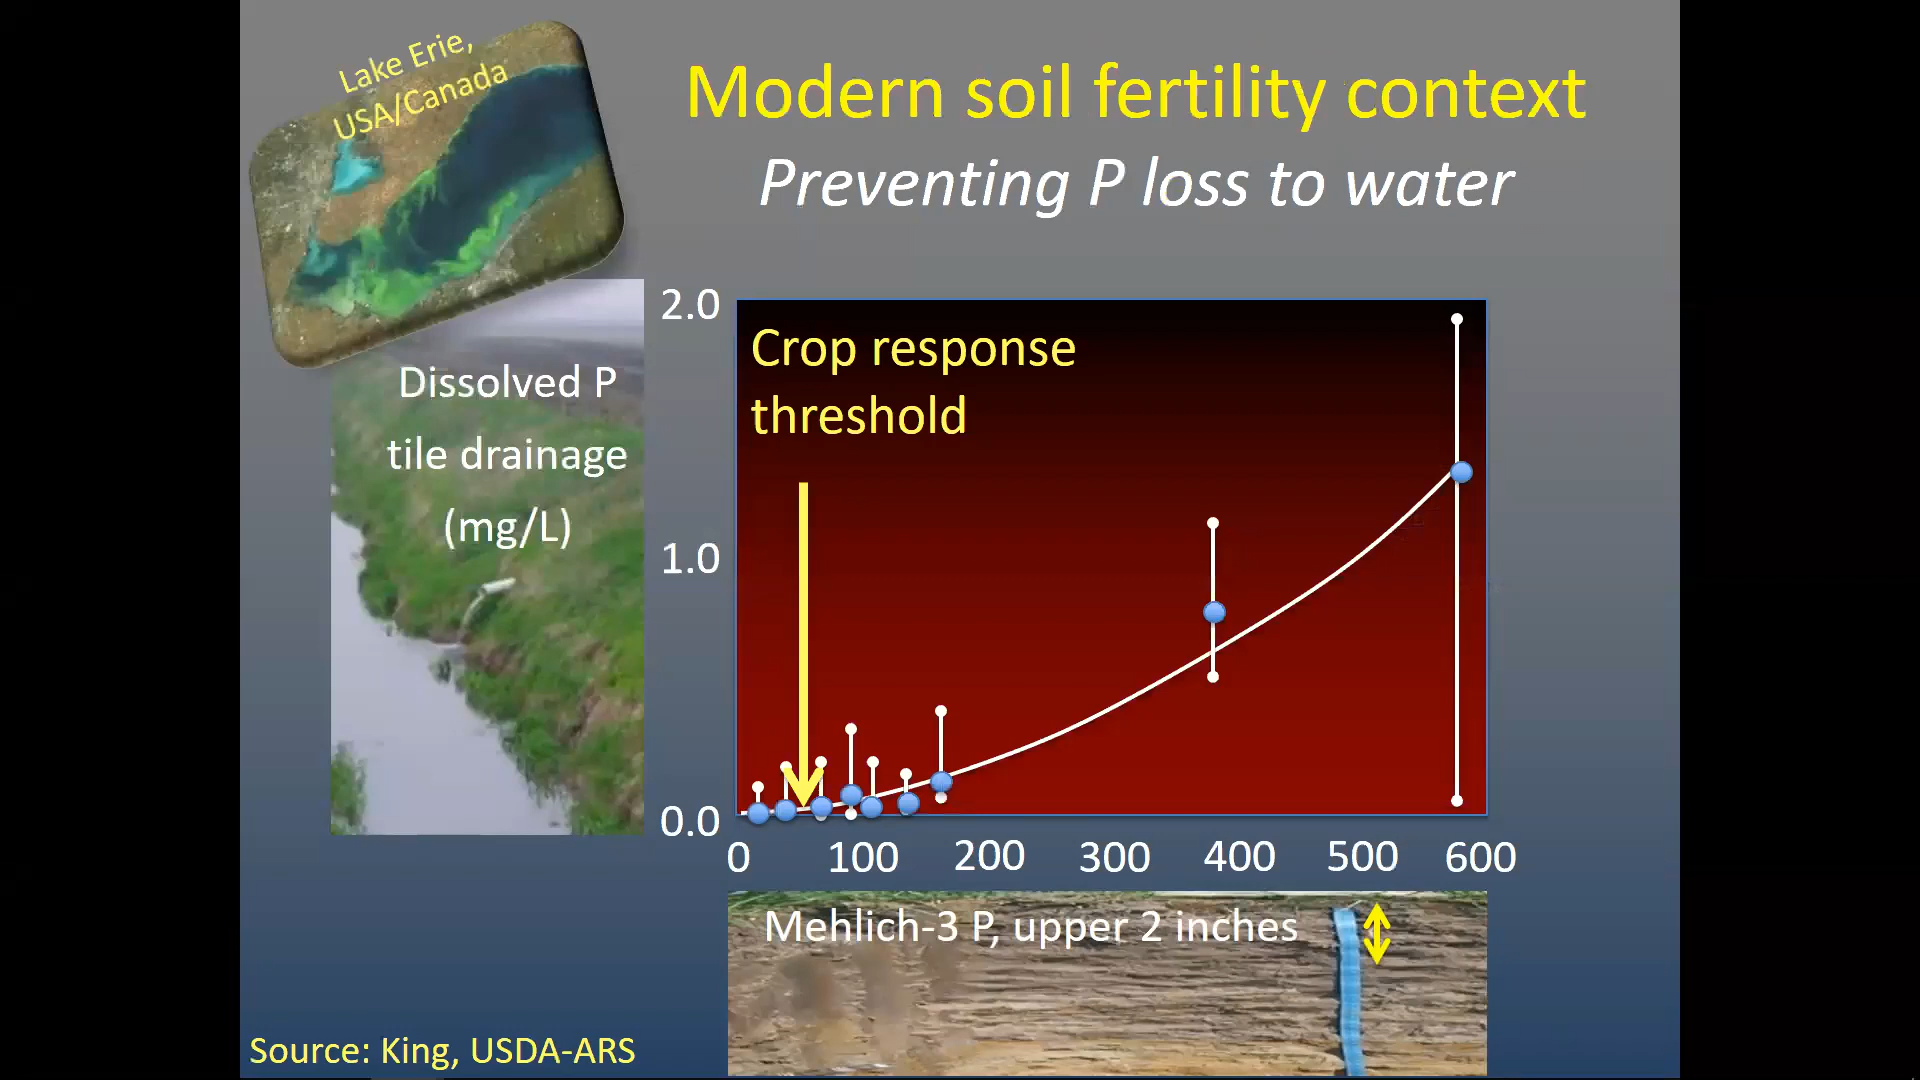 Lake Erie,
USA/Canada
Modern soil fertility context
Preventing P loss to water
Dissolved P
tile drainage
(mg/L)
2.0
1.0
0.0
Crop response
threshold
0 100 200 300 400 500 600
Mehlich-3 P, upper 2 inches
Source: King, USDA-ARS